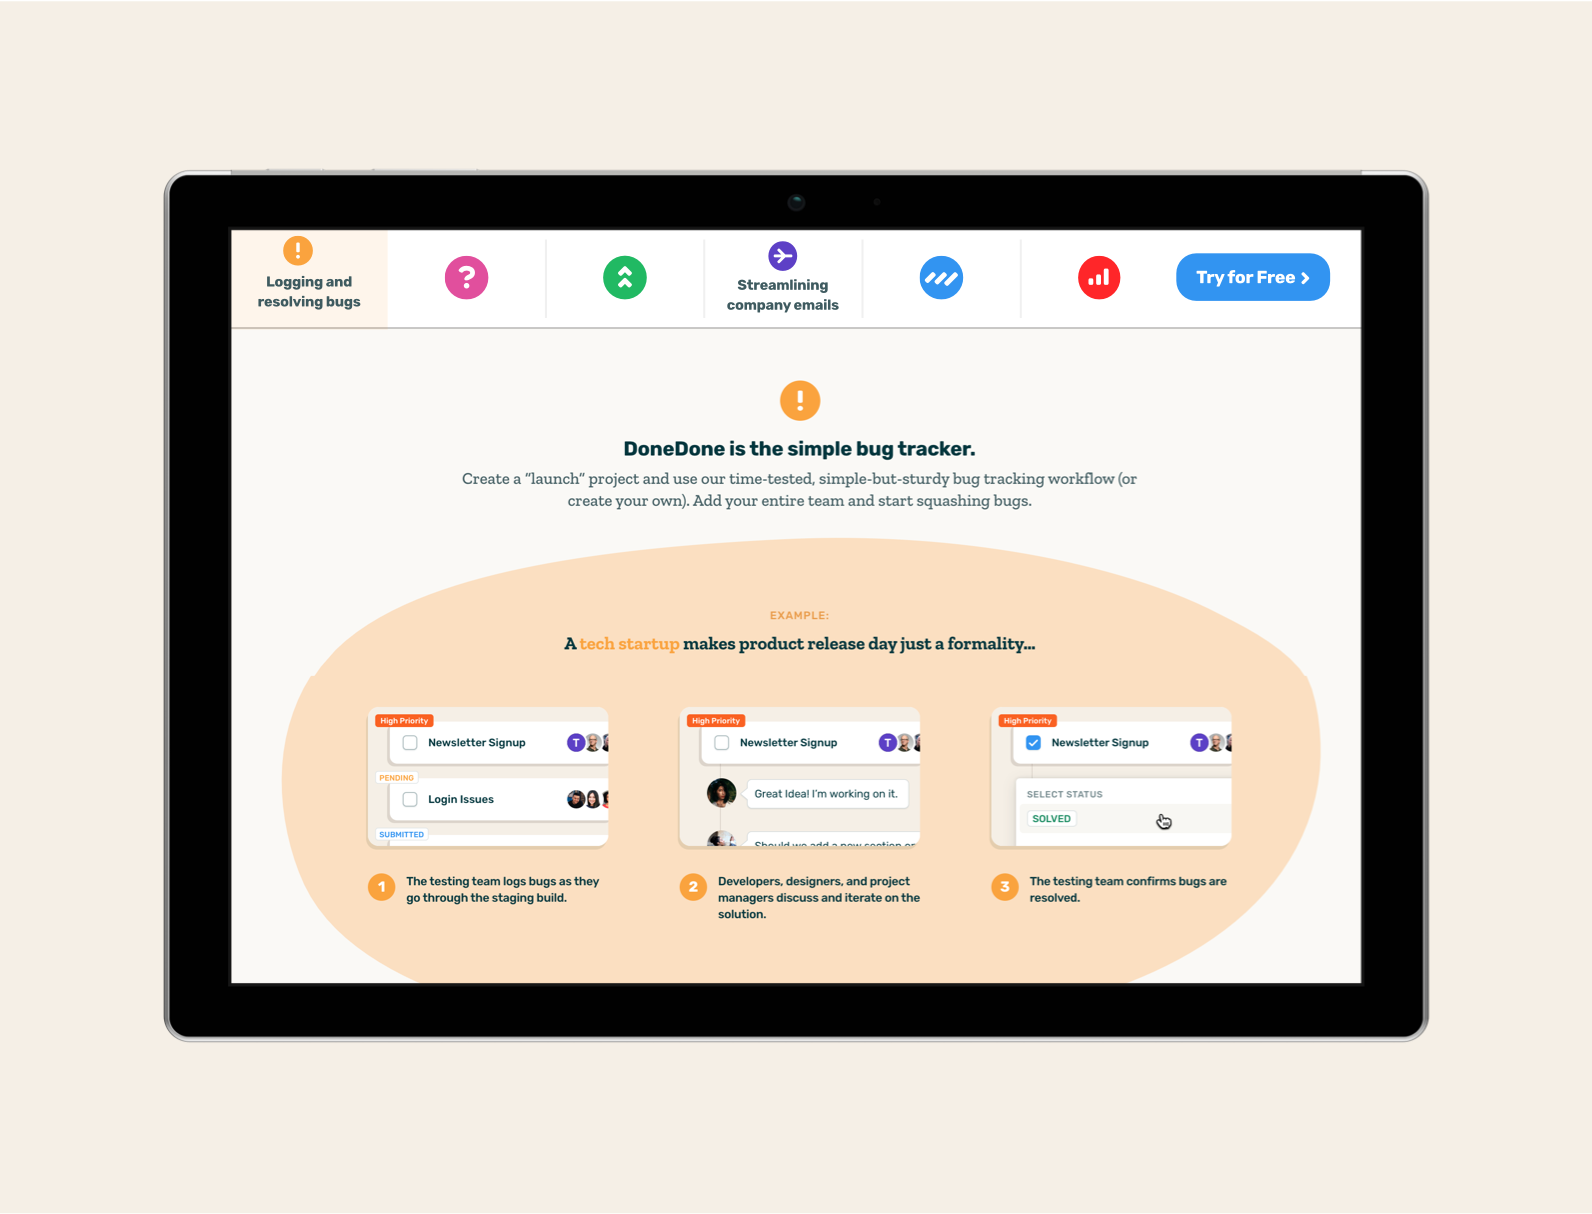 Logging and
resolving bugs
Streamlining
company emails
Try for Free
DoneDone is the simple bug tracker.
Create a "launch" project and use our time-tested, simple-but-sturdy bug tracking workflow (or
create your own). Add your entire team and start squashing bugs.
EXAMPLE:
A tech startup makes product release day just a formality...
High Priority
Newsletter Signup
T
PENDING
Login Issues
SUBMITTED
1
The testing team logs bugs as they
go through the staging build.
High Priority
Newsletter Signup
T
Great Idea! I'm working on it.
Should we add a new section or
2
Developers, designers, and project
managers discuss and iterate on the
solution.
High Priority
Newsletter Signup
T
SELECT STATUS
SOLVED
3
The testing team confirms bugs are
resolved.